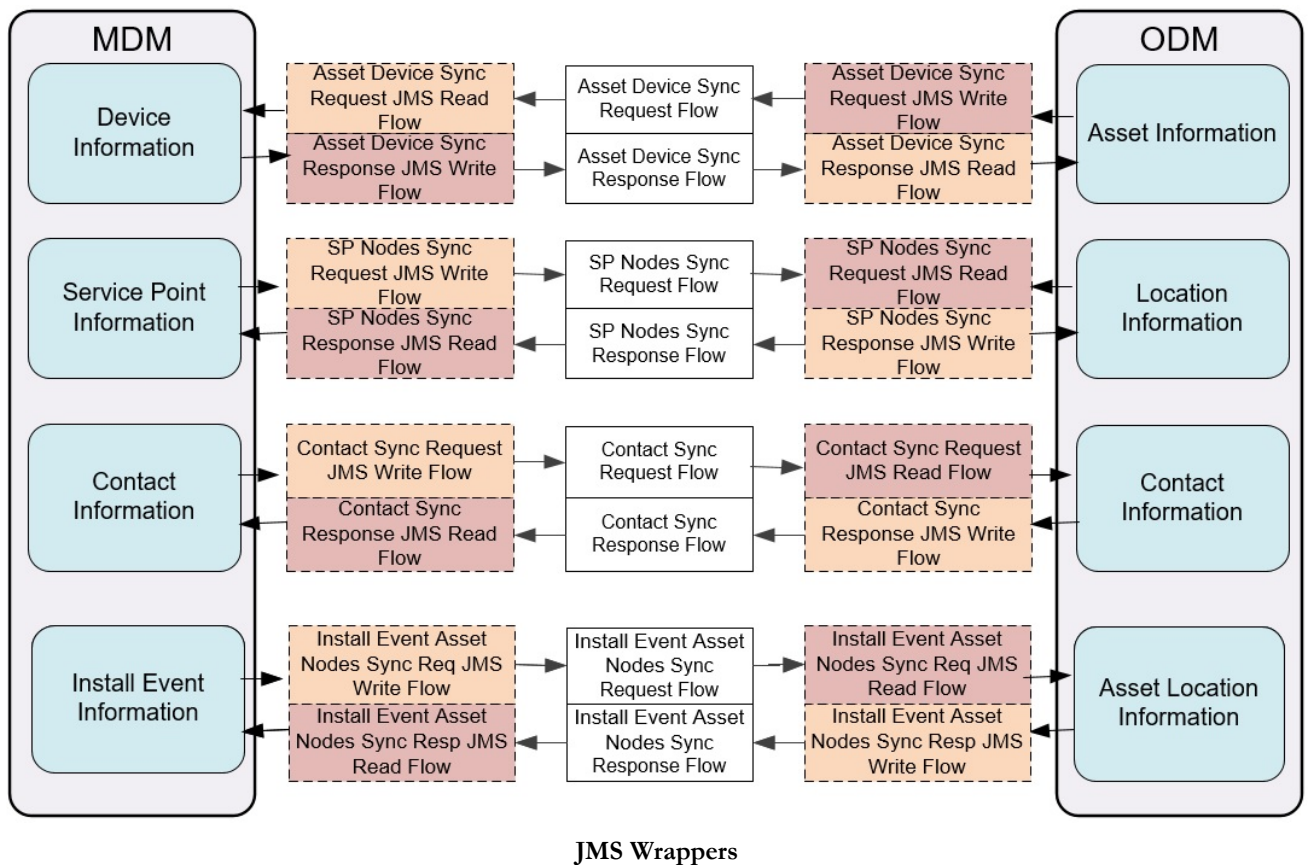 MDM
ODM
Device
Information
Asset Device Sync
Request JMS Read
Flow
Asset Device Sync
Response JMS Write
Flow
Asset Device Sync
Request Flow
Asset Device Sync
Response Flow
Asset Device Sync
Request JMS Write
Flow
Asset Device Sync
Response JMS Read
Flow
Asset Information
Service Point
Information
SP Nodes Sync
Request JMS Write
Flow
SP Nodes Sync
Response JMS Read
Flow
SP Nodes Sync
Request Flow
SP Nodes Sync
Response Flow
SP Nodes Sync
Request JMS Read
Flow
SP Nodes Sync
Response JMS Write
Flow
Location
Information
Contact
Information
Contact Sync Request
JMS Write Flow
Contact Sync
Response JMS Read
Flow
Contact Sync
Request Flow
Contact Sync
Response Flow
Contact Sync Request
JMS Read Flow
Contact Sync
Response JMS Write
Flow
Contact
Information
Install Event
Information
Install Event Asset
Nodes Sync Req JMS
Write Flow
Install Event Asset
Nodes Sync Resp JMS
Read Flow
Install Event Asset
Nodes Sync
Request Flow
Install Event Asset
Nodes Sync
Response Flow
Install Event Asset
Nodes Sync Req JMS
Read Flow
Install Event Asset
Nodes Sync Resp JMS
Write Flow
Asset Location
Information
JMS Wrappers